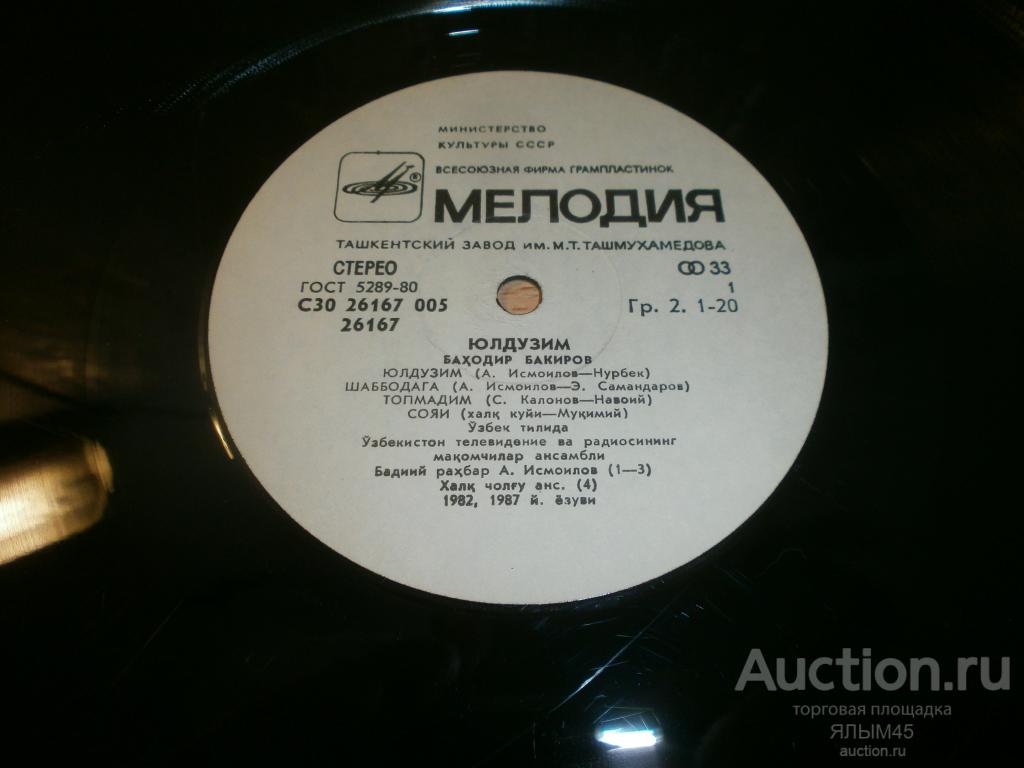 МИНИСТЕРСТВО
КУЛЬТУРЫ СССР
ВСЕСОЮЗНАЯ ФИРМА ГРАМПЛАСТИНОК
®
МЕЛОДИЯ
ТАШКЕНТСКИЙ ЗАВОД ИМ. М.Т. ТАШМУХАМЕДОВА
СТЕРЕО 33
ГОСТ 5289-80 1
С30 26167 005 Гр. 2. 1-20
26167
ЮЛДУЗИМ
БАҲОДИР БАКИРОВ
ЮЛДУЗИМ (А. Исмоилов—Нурбек)
ШАББОДАГА (А. Исмоилов—Э. Самандаров)
ТОПМАДИМ (С. Калонов—Навоий)
СОЯИ (халқ куйи—Муқимий)
Ўзбек тилида
Ўзбекистон телевидение ва радиосининг
мақомчилар ансамбли
Бадиий раҳбар А. Исмоилов (1—3)
Халқ чолғу анс. (4)
1982, 1987 й. ёзуви
Auction.ru
торговая площадка
ЯЛЫМ45
auction.ru